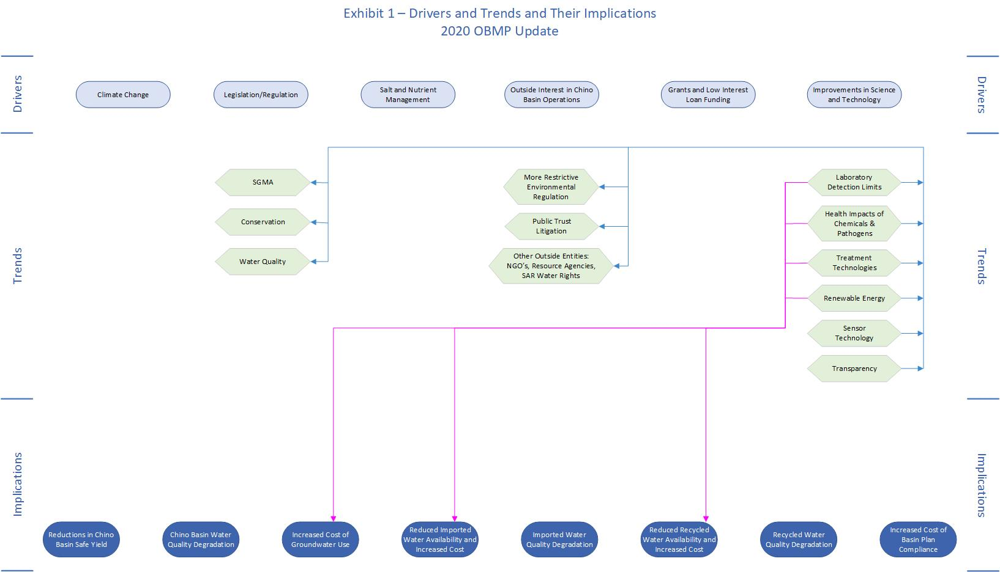 Exhibit 1 – Drivers and Trends and Their Implications
2020 OBMP Update
Drivers
Climate Change
Legislation/Regulation
Salt and Nutrient
Management
Outside Interest in Chino
Basin Operations
Grants and Low Interest
Loan Funding
Improvements in Science
and Technology
Drivers
Trends
SGMA
Conservation
Water Quality
More Restrictive
Environmental
Regulation
Public Trust
Litigation
Other Outside Entities:
NGO's, Resource Agencies,
SAR Water Rights
Laboratory
Detection Limits
Health Impacts of
Chemicals &
Pathogens
Treatment
Technologies
Renewable Energy
Sensor
Technology
Transparency
Trends
Implications
Reductions in Chino
Basin Safe Yield
Chino Basin Water
Quality Degradation
Increased Cost of
Groundwater Use
Reduced Imported
Water Availability and
Increased Cost
Imported Water
Quality Degradation
Reduced Recycled
Water Availability and
Increased Cost
Recycled Water
Quality Degradation
Increased Cost of
Basin Plan
Compliance
Implications